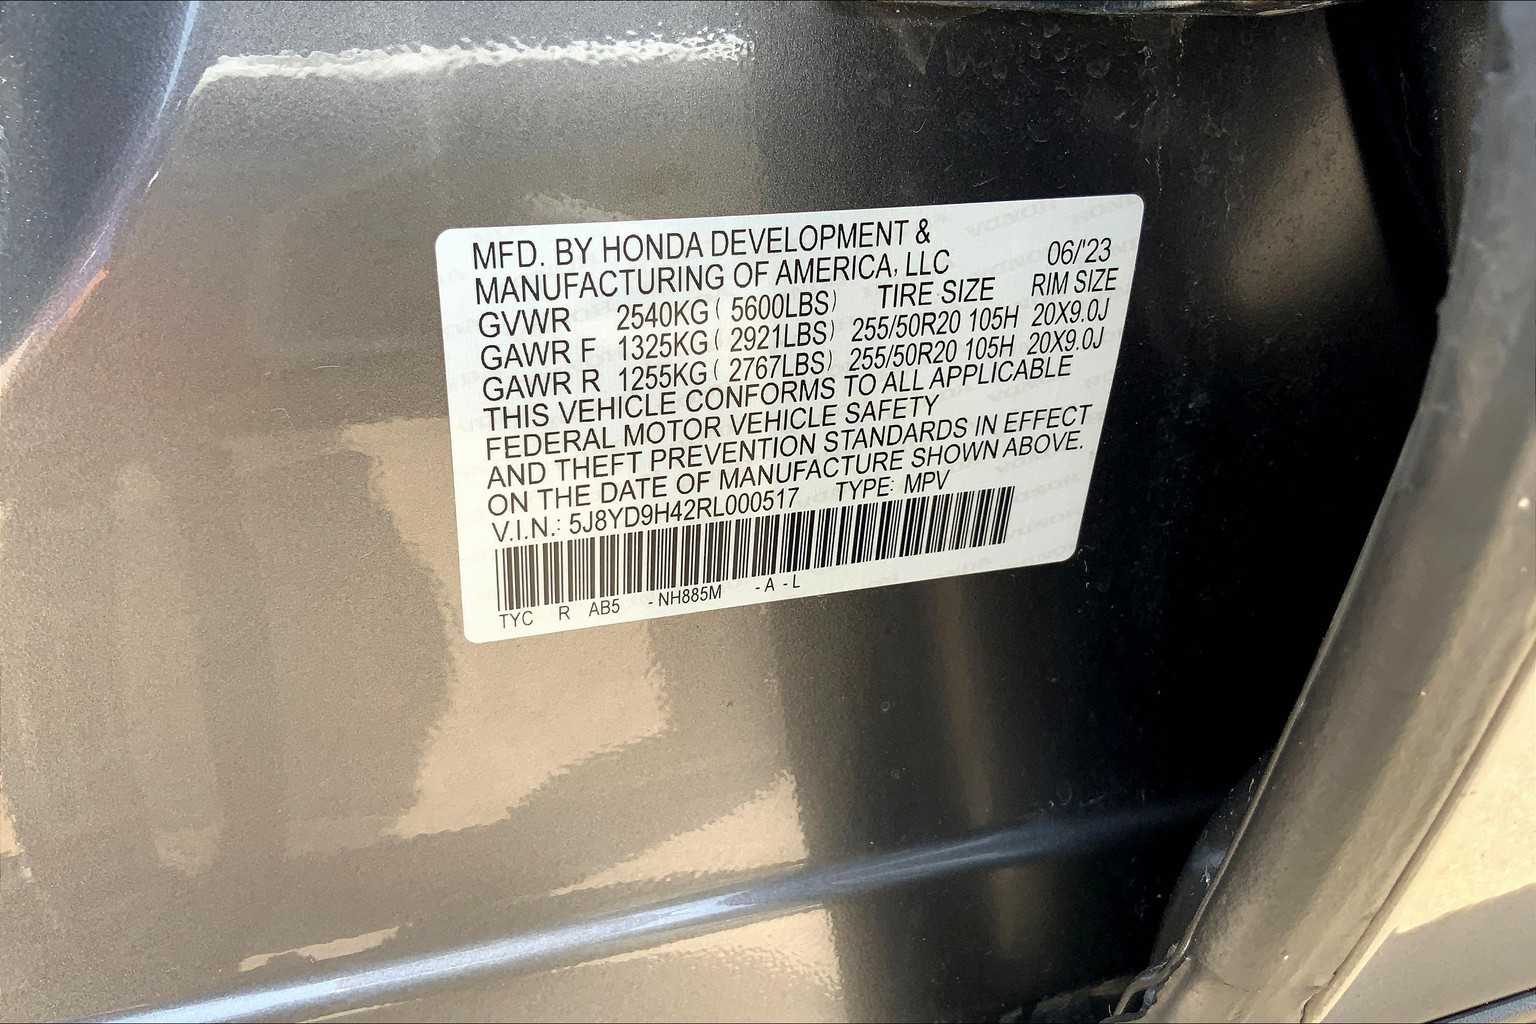 MFD. BY HONDA DEVELOPMENT &
MANUFACTURING OF AMERICA, LLC 06/'23
GVWR 2540KG ( 5600LBS) TIRE SIZE RIM SIZE
GAWR F 1325KG ( 2921LBS) 255/50R20 105H 20X9.0J
GAWR R 1255KG ( 2767LBS) 255/50R20 105H 20X9.0J
THIS VEHICLE CONFORMS TO ALL APPLICABLE
FEDERAL MOTOR VEHICLE SAFETY
AND THEFT PREVENTION STANDARDS IN EFFECT
ON THE DATE OF MANUFACTURE SHOWN ABOVE.
V.I.N.: 5J8YD9H42RL000517 TYPE: MPV
TYC R AB5 -NH885M -A -L